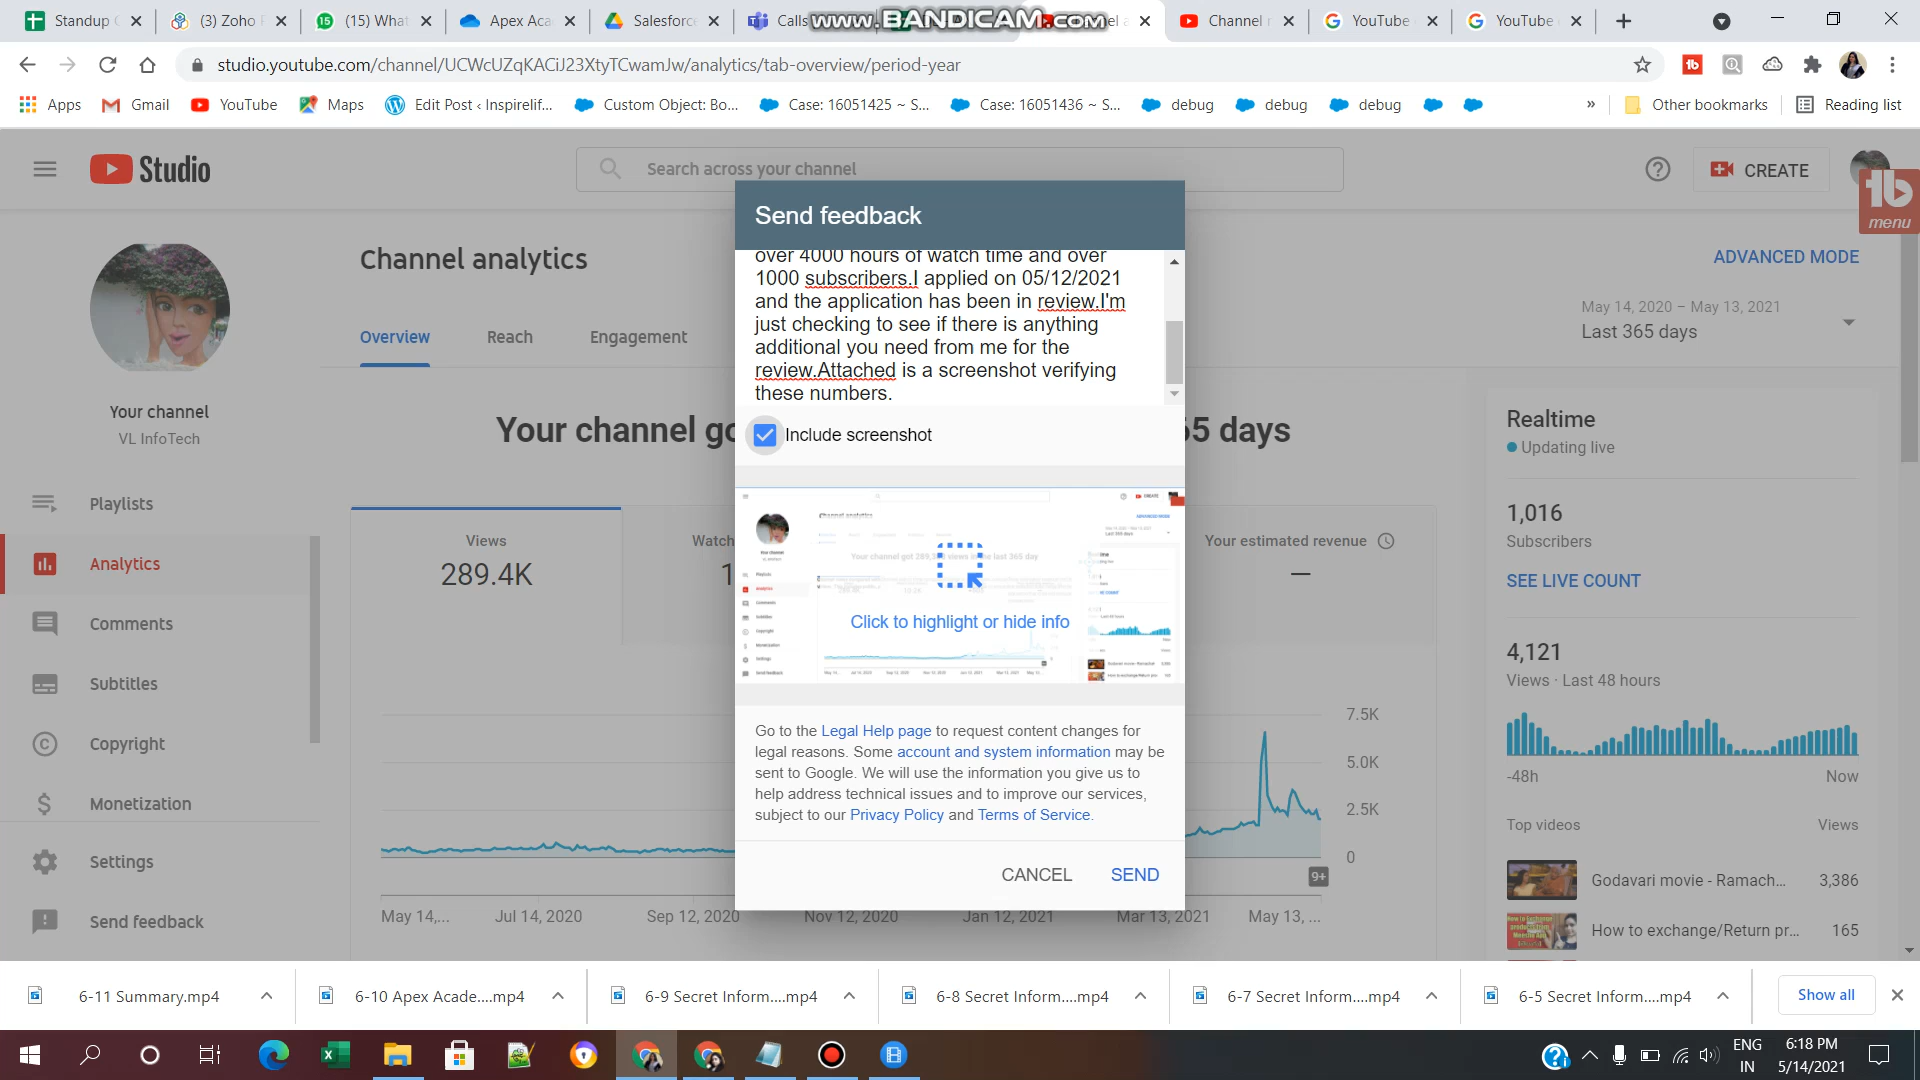 Standup
(3) Zoho
(15) What
Apex Aca
Salesforc
Calls
www.BANDICAM.com
Channel
YouTube
YouTube
studio.youtube.com/channel/UCWcUZqKACiJ23XtyTCwamJw/analytics/tab-overview/period-year
Apps
Gmail
YouTube
Maps
Edit Post ‹ Inspirelif...
Custom Object: Bo...
Case: 16051425 ~ S...
Case: 16051436 ~ S...
debug
debug
debug
»
Other bookmarks
Reading list
Studio
Search across your channel
CREATE
menu
Send feedback
over 4000 hours of watch time and over
1000 subscribers.I applied on 05/12/2021
and the application has been in review.I'm
just checking to see if there is anything
additional you need from me for the
review.Attached is a screenshot verifying
these numbers.
Include screenshot
Click to highlight or hide info
Go to the Legal Help page to request content changes for
legal reasons. Some account and system information may be
sent to Google. We will use the information you give us to
help address technical issues and to improve our services,
subject to our Privacy Policy and Terms of Service.
CANCEL
SEND
Your channel
VL InfoTech
Playlists
Analytics
Comments
Subtitles
Copyright
Monetization
Settings
Send feedback
Channel analytics
ADVANCED MODE
Overview
Reach
Engagement
May 14, 2020 – May 13, 2021
Last 365 days
Your channel go
65 days
Views
289.4K
Watch
1
Your estimated revenue
—
7.5K
5.0K
2.5K
0
9+
May 14,...
Jul 14, 2020
Sep 12, 2020
Nov 12, 2020
Jan 12, 2021
Mar 13, 2021
May 13, ...
Realtime
Updating live
1,016
Subscribers
SEE LIVE COUNT
4,121
Views · Last 48 hours
-48h
Now
Top videos
Views
Godavari movie - Ramach...
3,386
How to exchange/Return pr...
165
6-11 Summary.mp4
6-10 Apex Acade....mp4
6-9 Secret Inform....mp4
6-8 Secret Inform....mp4
6-7 Secret Inform....mp4
6-5 Secret Inform....mp4
Show all
ENG
IN
6:18 PM
5/14/2021